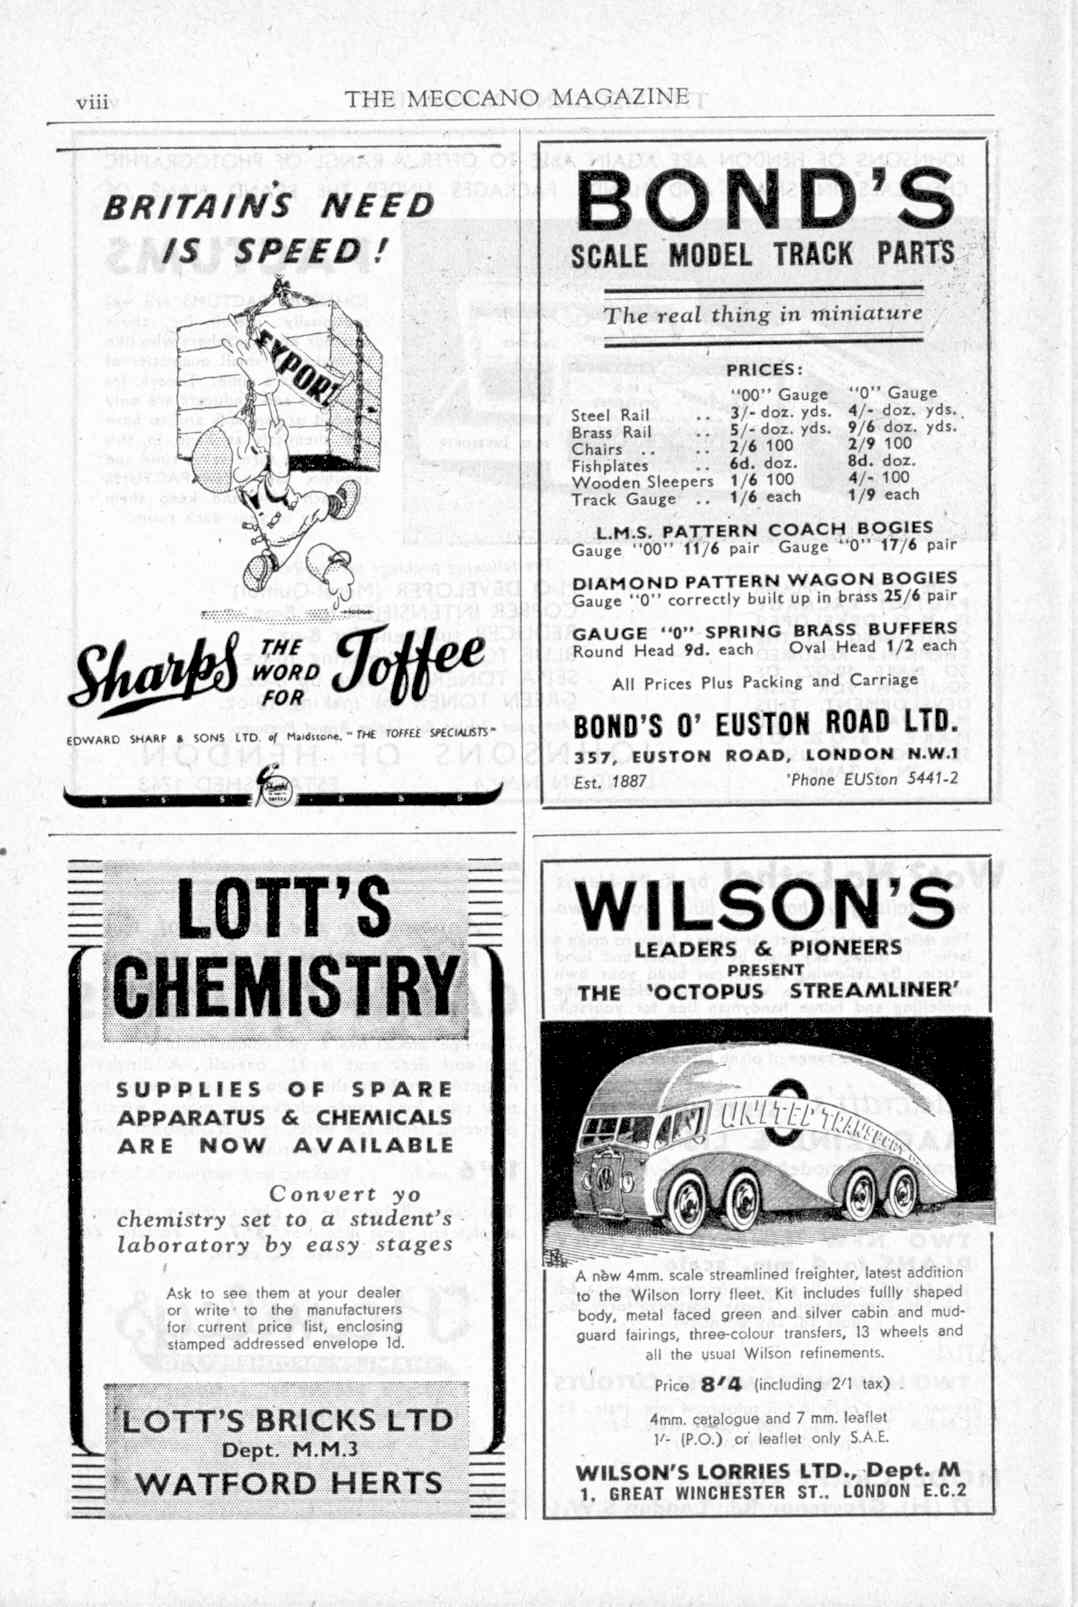 viii
THE MECCANO MAGAZINE
BRITAIN'S NEED
IS SPEED!
EXPORT
Sharps THE WORD FOR Toffee
EDWARD SHARP & SONS LTD. of Maidstone. "THE TOFFEE SPECIALISTS"
BOND'S
SCALE MODEL TRACK PARTS
The real thing in miniature
PRICES:
"00" Gauge "0" Gauge
Steel Rail .. 3/- doz. yds. 4/- doz. yds.
Brass Rail .. 5/- doz. yds. 9/6 doz. yds.
Chairs .. .. 2/6 100 2/9 100
Fishplates .. 6d. doz. 8d. doz.
Wooden Sleepers 1/6 100 4/- 100
Track Gauge .. 1/6 each 1/9 each
L.M.S. PATTERN COACH BOGIES
Gauge "00" 11/6 pair Gauge "0" 17/6 pair
DIAMOND PATTERN WAGON BOGIES
Gauge "0" correctly built up in brass 25/6 pair
GAUGE "0" SPRING BRASS BUFFERS
Round Head 9d. each Oval Head 1/2 each
All Prices Plus Packing and Carriage
BOND'S O' EUSTON ROAD LTD.
357, EUSTON ROAD, LONDON N.W.1
Est. 1887 'Phone EUSton 5441-2
LOTT'S
CHEMISTRY
SUPPLIES OF SPARE
APPARATUS & CHEMICALS
ARE NOW AVAILABLE
Convert yo
chemistry set to a student's
laboratory by easy stages
Ask to see them at your dealer
or write to the manufacturers
for current price list, enclosing
stamped addressed envelope 1d.
LOTT'S BRICKS LTD
Dept. M.M.3
WATFORD HERTS
WILSON'S
LEADERS & PIONEERS
PRESENT
THE 'OCTOPUS STREAMLINER'
UNITED TRANSPORT
A new 4mm. scale streamlined freighter, latest addition
to the Wilson lorry fleet. Kit includes fullly shaped
body, metal faced green and silver cabin and mud-
guard fairings, three-colour transfers, 13 wheels and
all the usual Wilson refinements.
Price 8'4 (including 2'1 tax)
4mm. catalogue and 7 mm. leaflet
1'- (P.O.) or leaflet only S.A.E.
WILSON'S LORRIES LTD., Dept. M
1, GREAT WINCHESTER ST., LONDON E.C.2